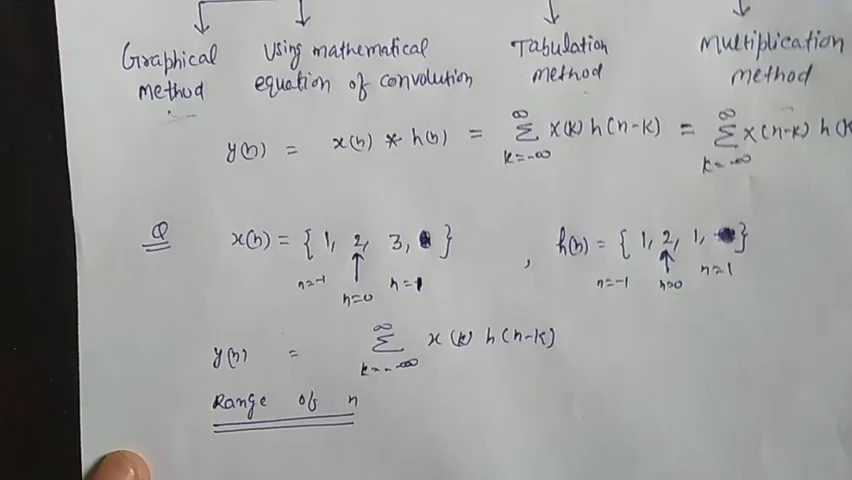 Graphical method
Using mathematical equation of convolution
Tabulation method
Multiplication method
y(n) = x(n) * h(n) = ∞ Σ k=-∞ x(k) h(n-k) = ∞ Σ k=-∞ x(n-k) h(k
Q x(n) = { 1, 2, 3, } , h(n) = { 1, 2, 1, }
n=-1 ↑ n=0 n=1 n=-1 ↑ n=0 n=1
y(n) = ∞ Σ k=-∞ x(k) h(n-k)
Range of n